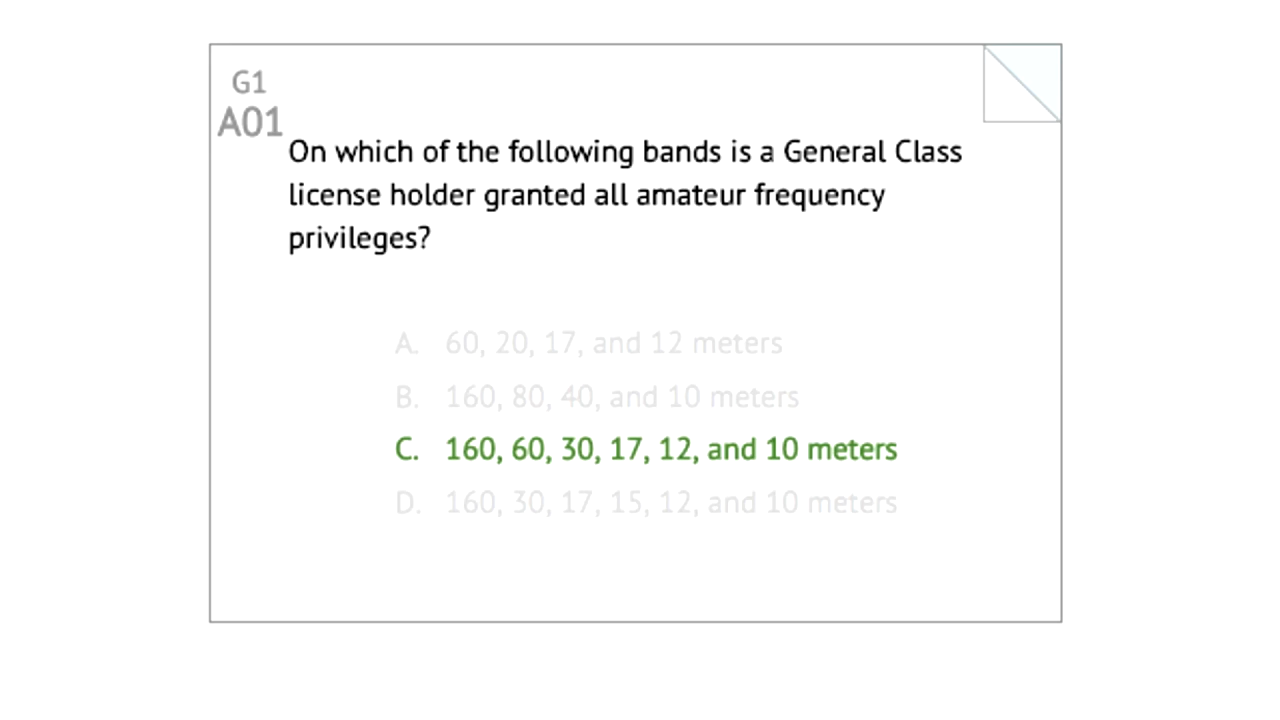 G1
A01
On which of the following bands is a General Class
license holder granted all amateur frequency
privileges?
A. 60, 20, 17, and 12 meters
B. 160, 80, 40, and 10 meters
C. 160, 60, 30, 17, 12, and 10 meters
D. 160, 30, 17, 15, 12, and 10 meters